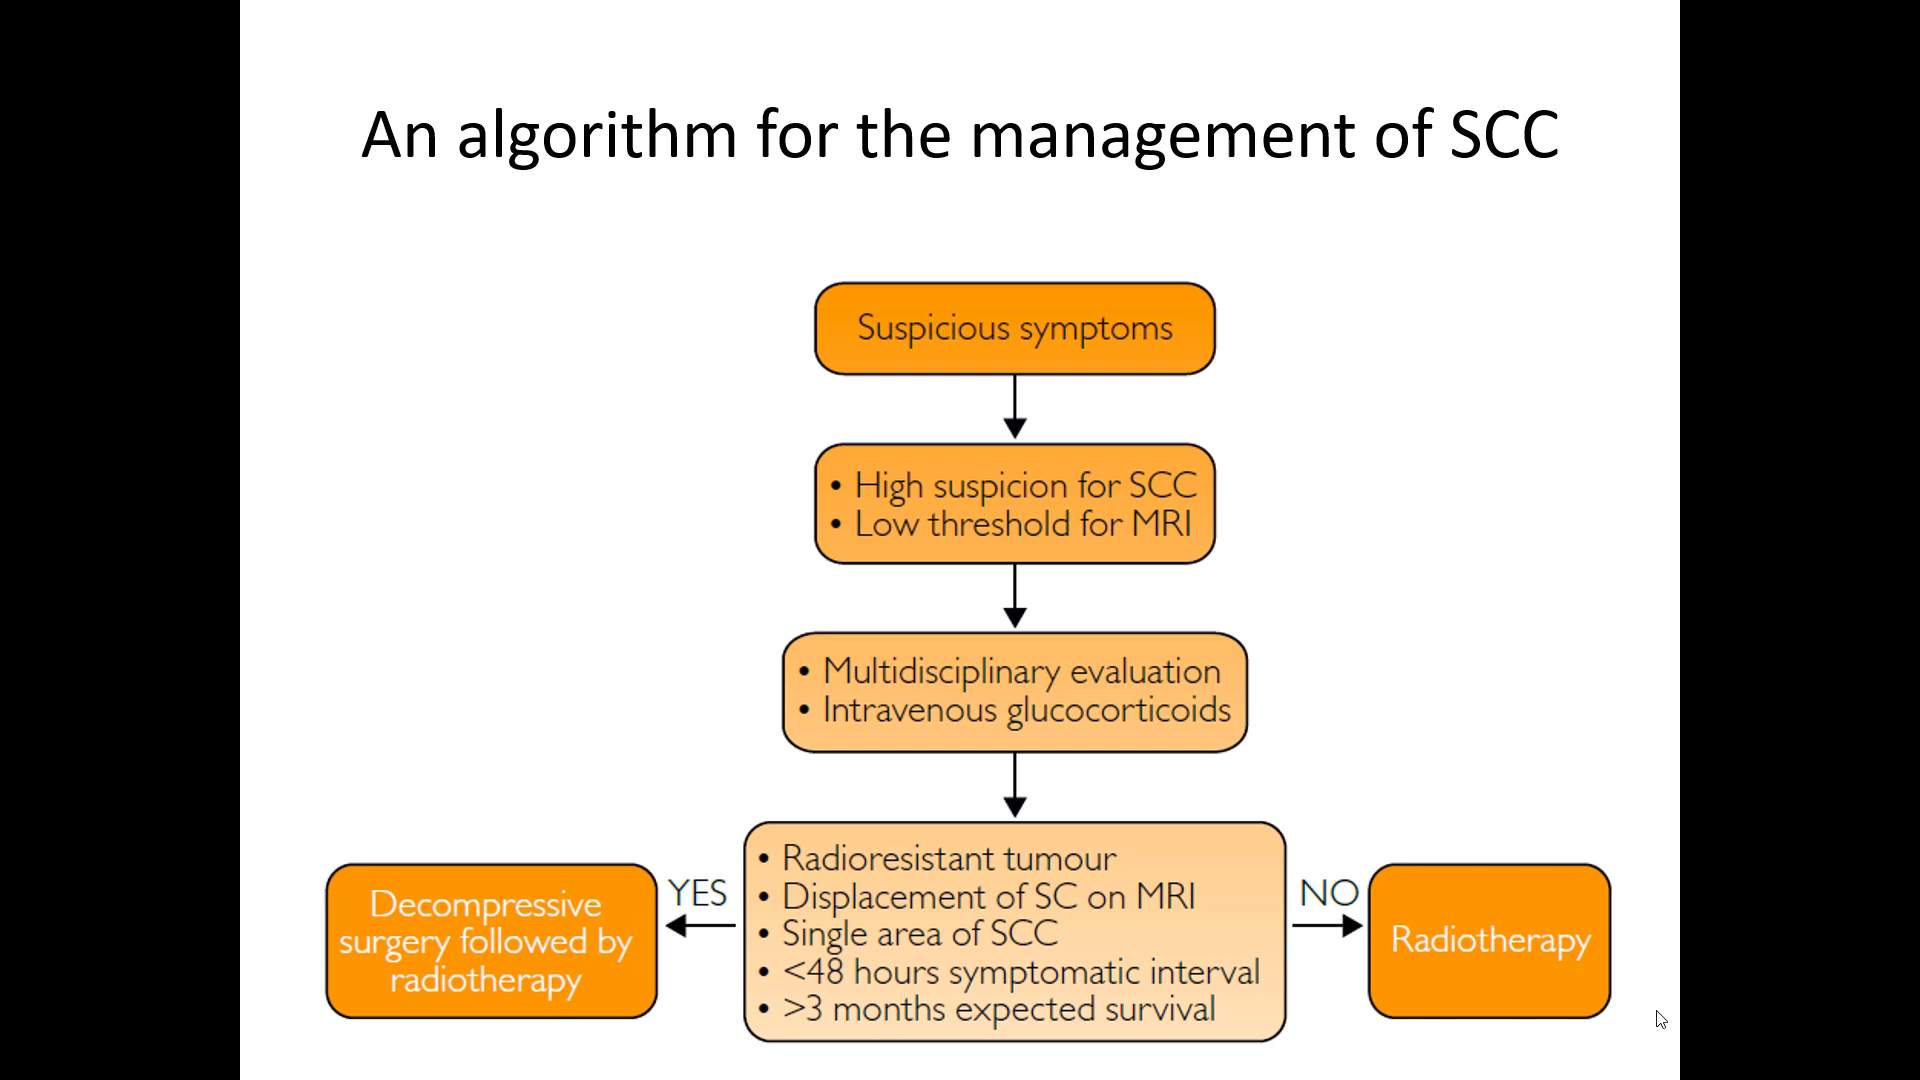 An algorithm for the management of SCC
Suspicious symptoms
• High suspicion for SCC
• Low threshold for MRI
• Multidisciplinary evaluation
• Intravenous glucocorticoids
• Radioresistant tumour
• Displacement of SC on MRI
• Single area of SCC
• <48 hours symptomatic interval
• >3 months expected survival
YES
Decompressive
surgery followed by
radiotherapy
NO
Radiotherapy